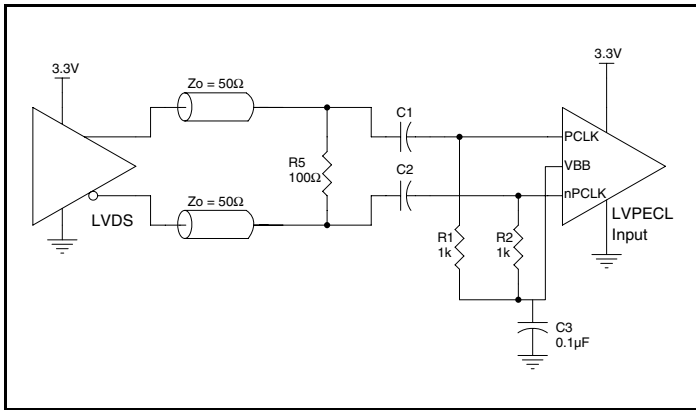 3.3V
3.3V
Zo = 50Ω
C1
PCLK
R5
100Ω
VBB
C2
Zo = 50Ω
nPCLK
LVDS
LVPECL
Input
R1
1k
R2
1k
C3
0.1µF